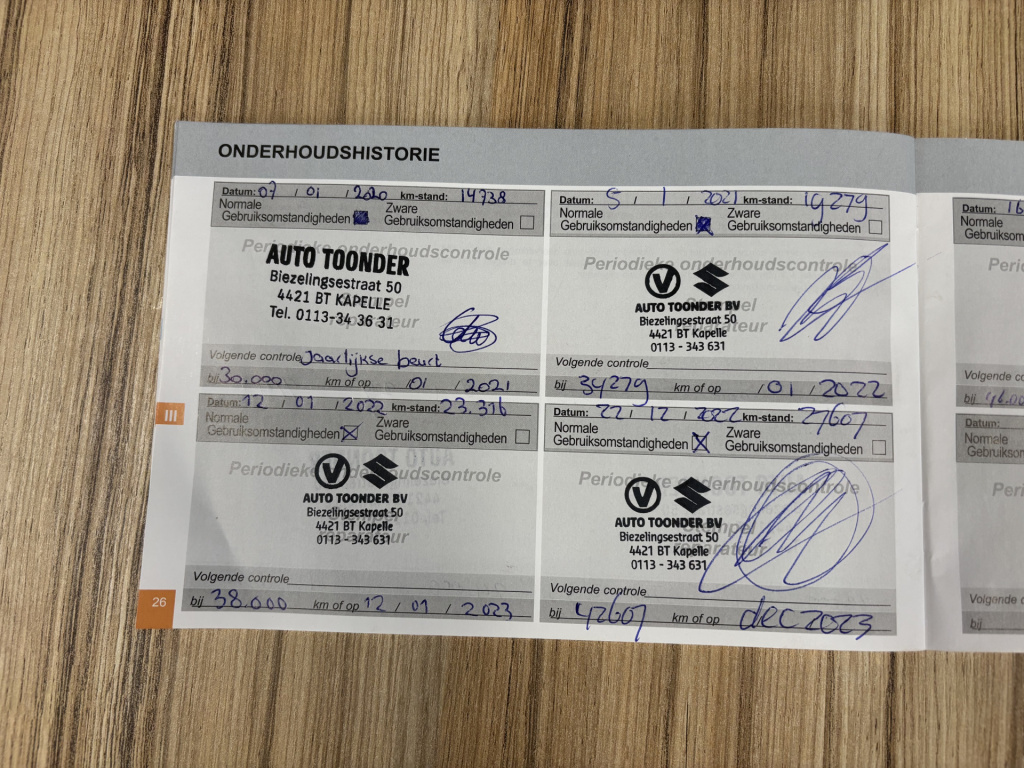 ONDERHOUDSHISTORIE
Datum: 07 / 01 / 2020 km-stand: 14738
Normale
Gebruiksomstandigheden
Zware
Gebruiksomstandigheden
Periodieke onderhoudscontrole
AUTO TOONDER
Biezelingsestraat 50
4421 BT KAPELLE
Tel. 0113-34 36 31
Volgende controle Jaarlijkse beurt
bij 30.000 km of op /01 / 2021
Datum: 5 / 1 / 2021 km-stand: 19279
Normale
Gebruiksomstandigheden
Zware
Gebruiksomstandigheden
Periodieke onderhoudscontrole
AUTO TOONDER BV
Biezelingsestraat 50
4421 BT Kapelle
0113 - 343 631
Volgende controle
bij 34279 km of op / 01 / 2022
Datum: 12 / 01 / 2022 km-stand: 23.316
Normale
Gebruiksomstandigheden
Zware
Gebruiksomstandigheden
Periodieke onderhoudscontrole
AUTO TOONDER BV
Biezelingsestraat 50
4421 BT Kapelle
0113 - 343 631
Volgende controle
bij 38.000 km of op 12 / 01 / 2023
Datum: 22 / 12 / 2022 km-stand: 27607
Normale
Gebruiksomstandigheden
Zware
Gebruiksomstandigheden
Periodieke onderhoudscontrole
Stempel
reparateur
AUTO TOONDER BV
Biezelingsestraat 50
4421 BT Kapelle
0113 - 343 631
Volgende controle
bij 42607 km of op dec 2023
III
26
Datum: 16
Normale
Volgende
bij
Datum:
Normale
Volgende
bij